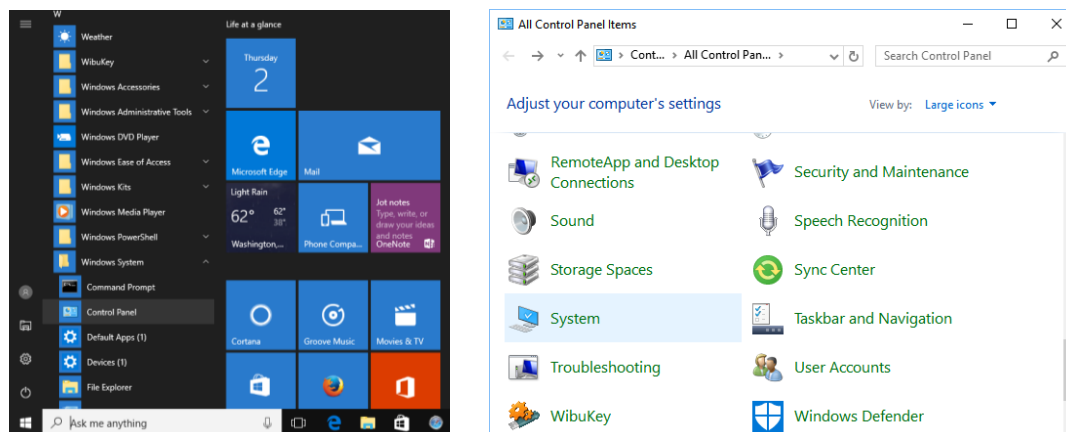 W
Weather
WibuKey
Windows Accessories
Windows Administrative Tools
Windows DVD Player
Windows Ease of Access
Windows Kits
Windows Media Player
Windows PowerShell
Windows System
Command Prompt
Control Panel
Default Apps (1)
Devices (1)
File Explorer
Ask me anything
Life at a glance
Thursday
2
Microsoft Edge
Mail
Light Rain
62° 62°
38°
Washington,...
Phone Compa...
Jot notes
Type, write, or
draw your ideas
and notes
OneNote
Cortana
Groove Music
Movies & TV
All Control Panel Items
Cont... All Control Pan...
Search Control Panel
Adjust your computer's settings
View by: Large icons
RemoteApp and Desktop
Connections
Security and Maintenance
Sound
Speech Recognition
Storage Spaces
Sync Center
System
Taskbar and Navigation
Troubleshooting
User Accounts
WibuKey
Windows Defender